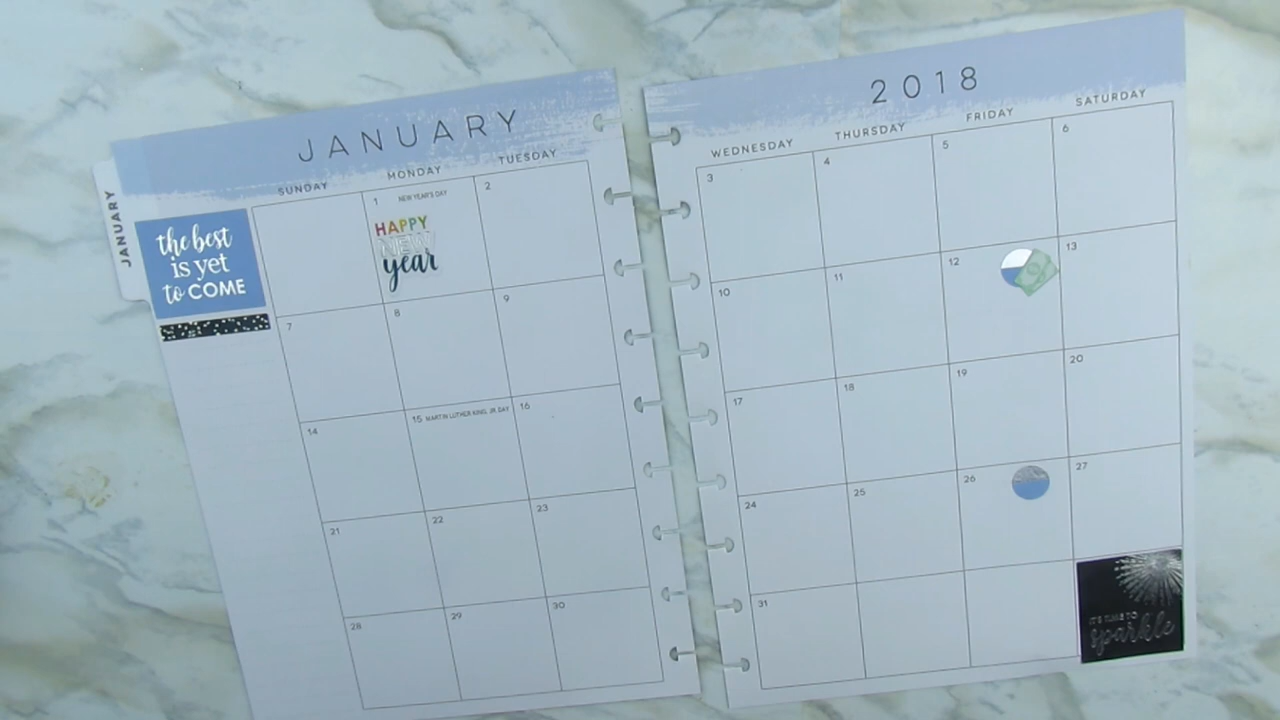 JANUARY
2018
JANUARY
SUNDAY
MONDAY
TUESDAY
WEDNESDAY
THURSDAY
FRIDAY
SATURDAY
the best
is yet
to COME
1 NEW YEAR'S DAY
HAPPY
NEW
year
2
3
4
5
6
7
8
9
10
11
12
13
14
15 MARTIN LUTHER KING, JR. DAY
16
17
18
19
20
21
22
23
24
25
26
27
28
29
30
31
IT'S TIME TO
sparkle